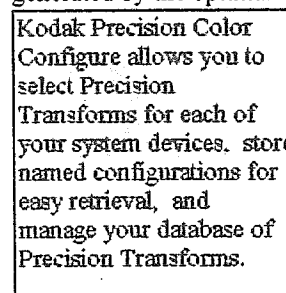 Kodak Precision Color
Configure allows you to
select Precision
Transforms for each of
your system devices, store
named configurations for
easy retrieval, and
manage your database of
Precision Transforms.